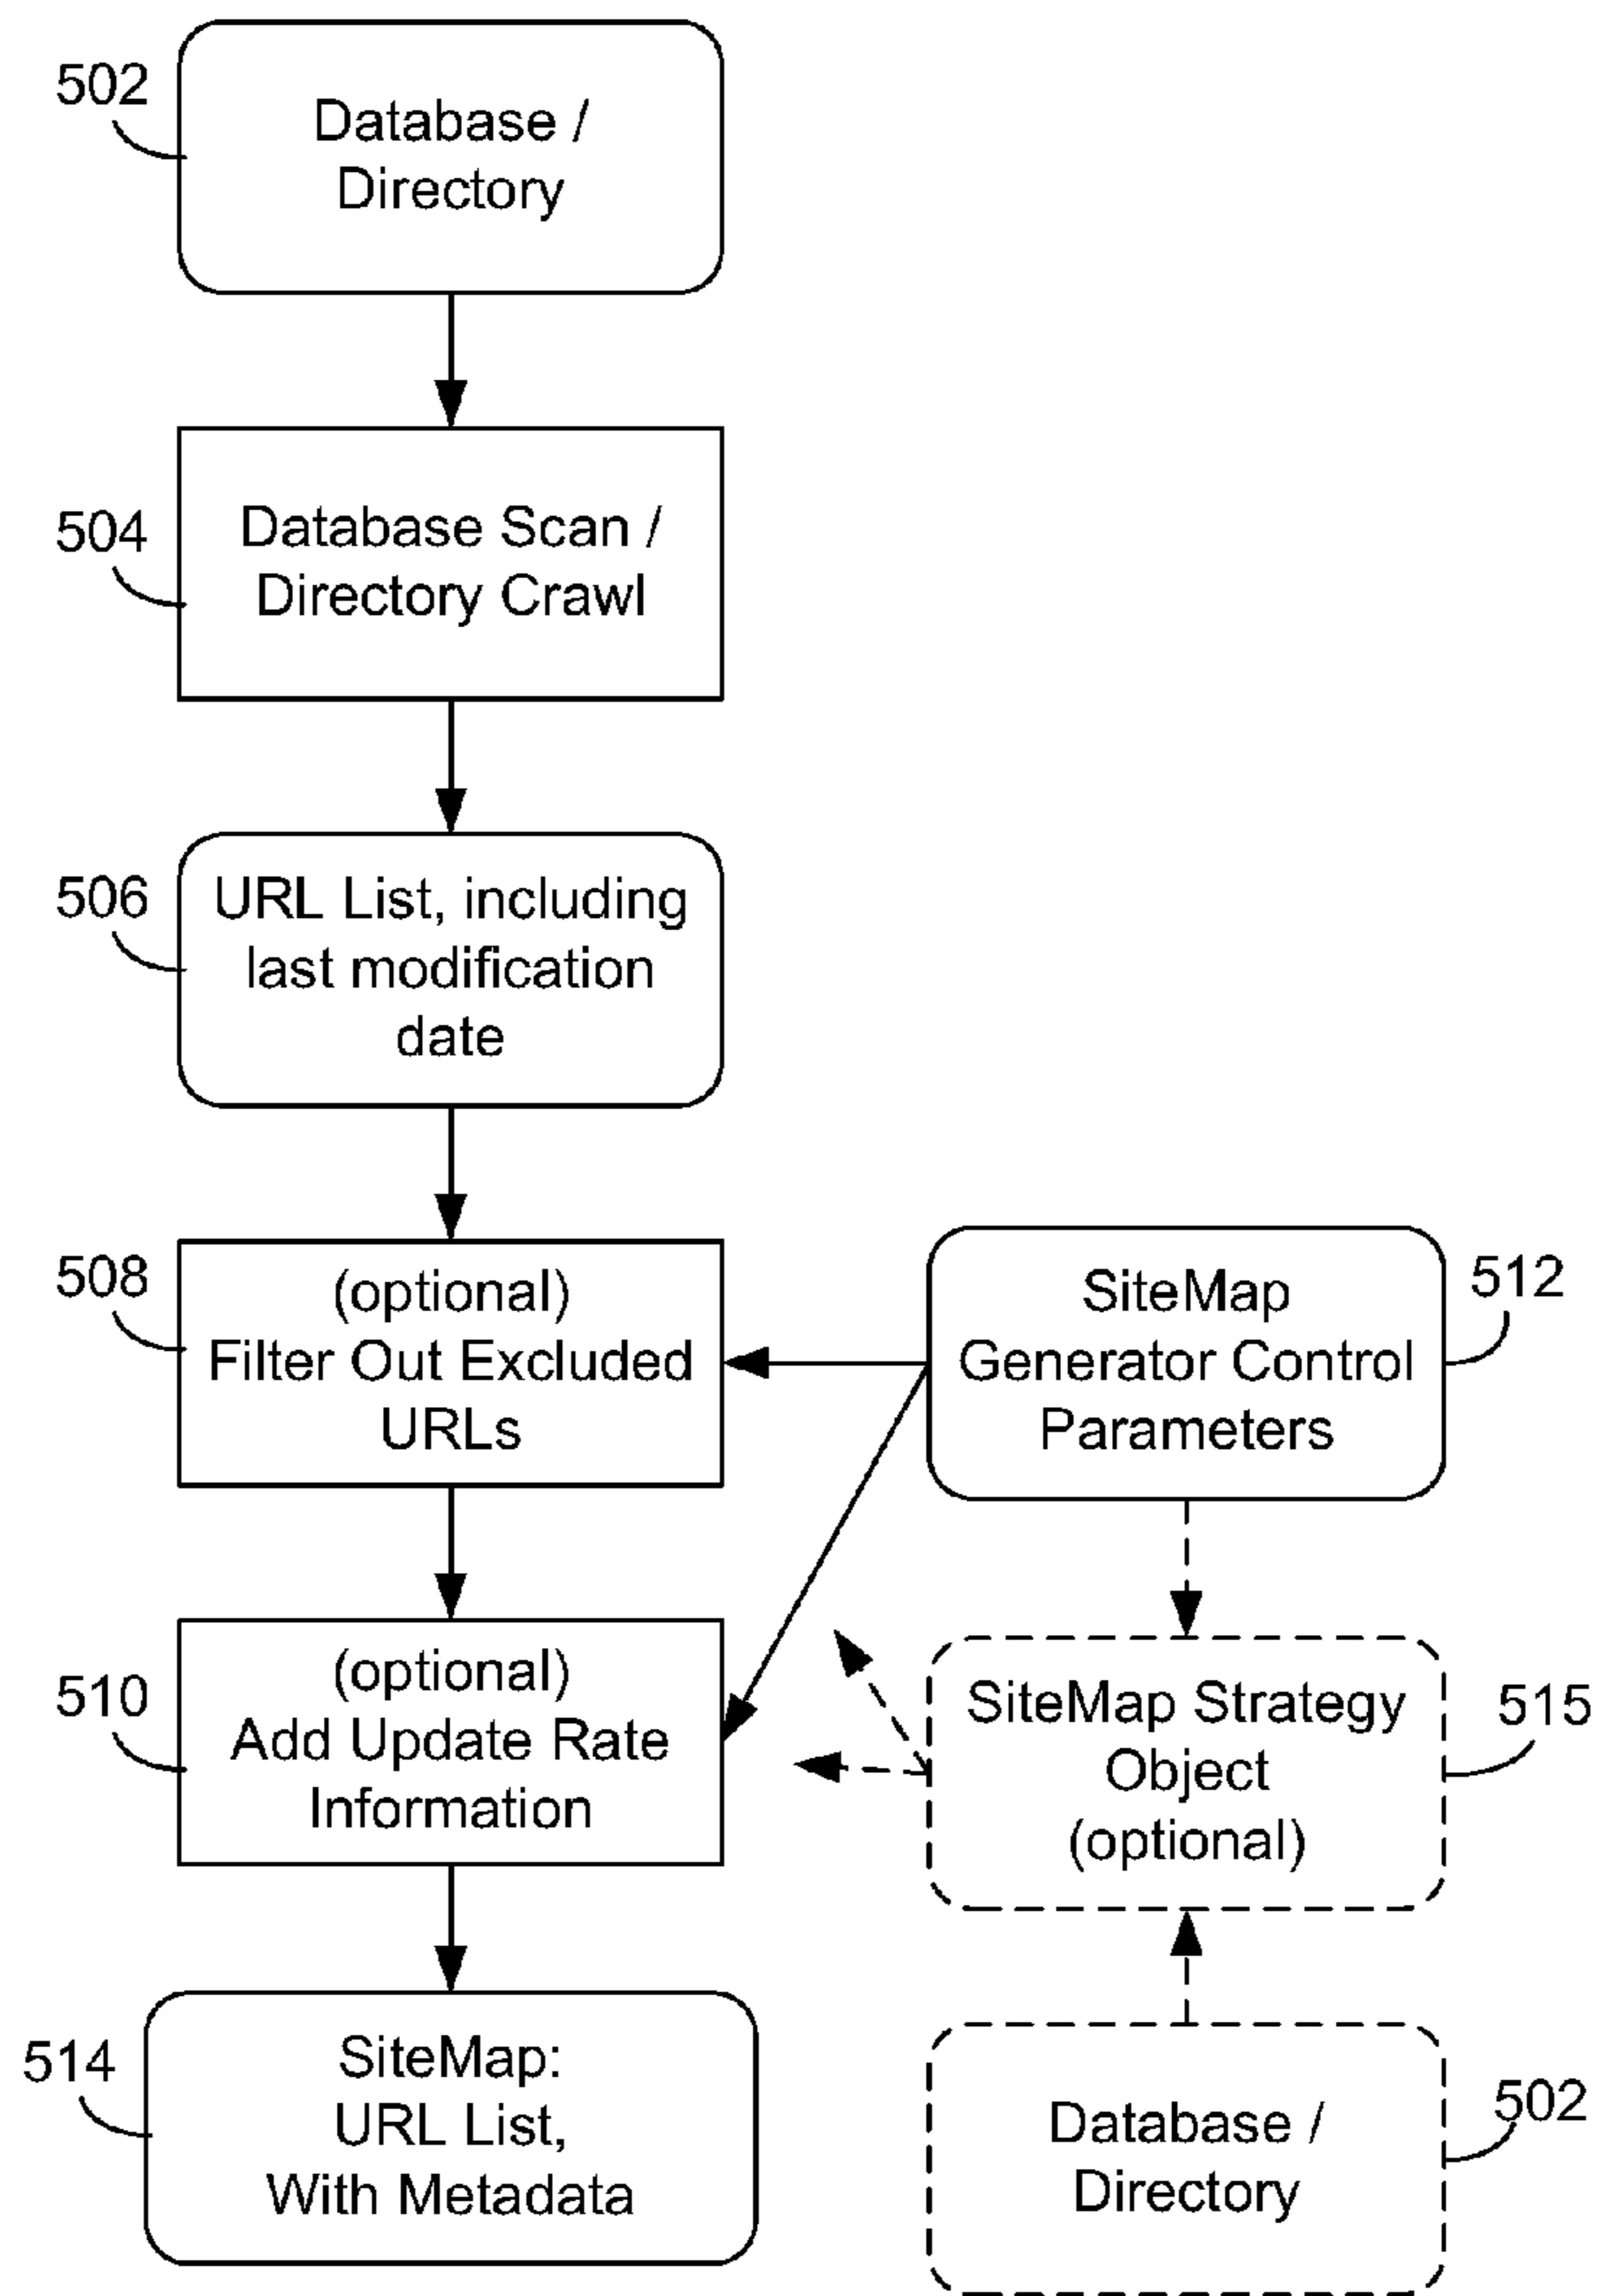 502
Database /
Directory
504
Database Scan /
Directory Crawl
506
URL List, including
last modification
date
508
(optional)
Filter Out Excluded
URLs
SiteMap
Generator Control
Parameters
512
510
(optional)
Add Update Rate
Information
SiteMap Strategy
Object
(optional)
515
514
SiteMap:
URL List,
With Metadata
Database /
Directory
502